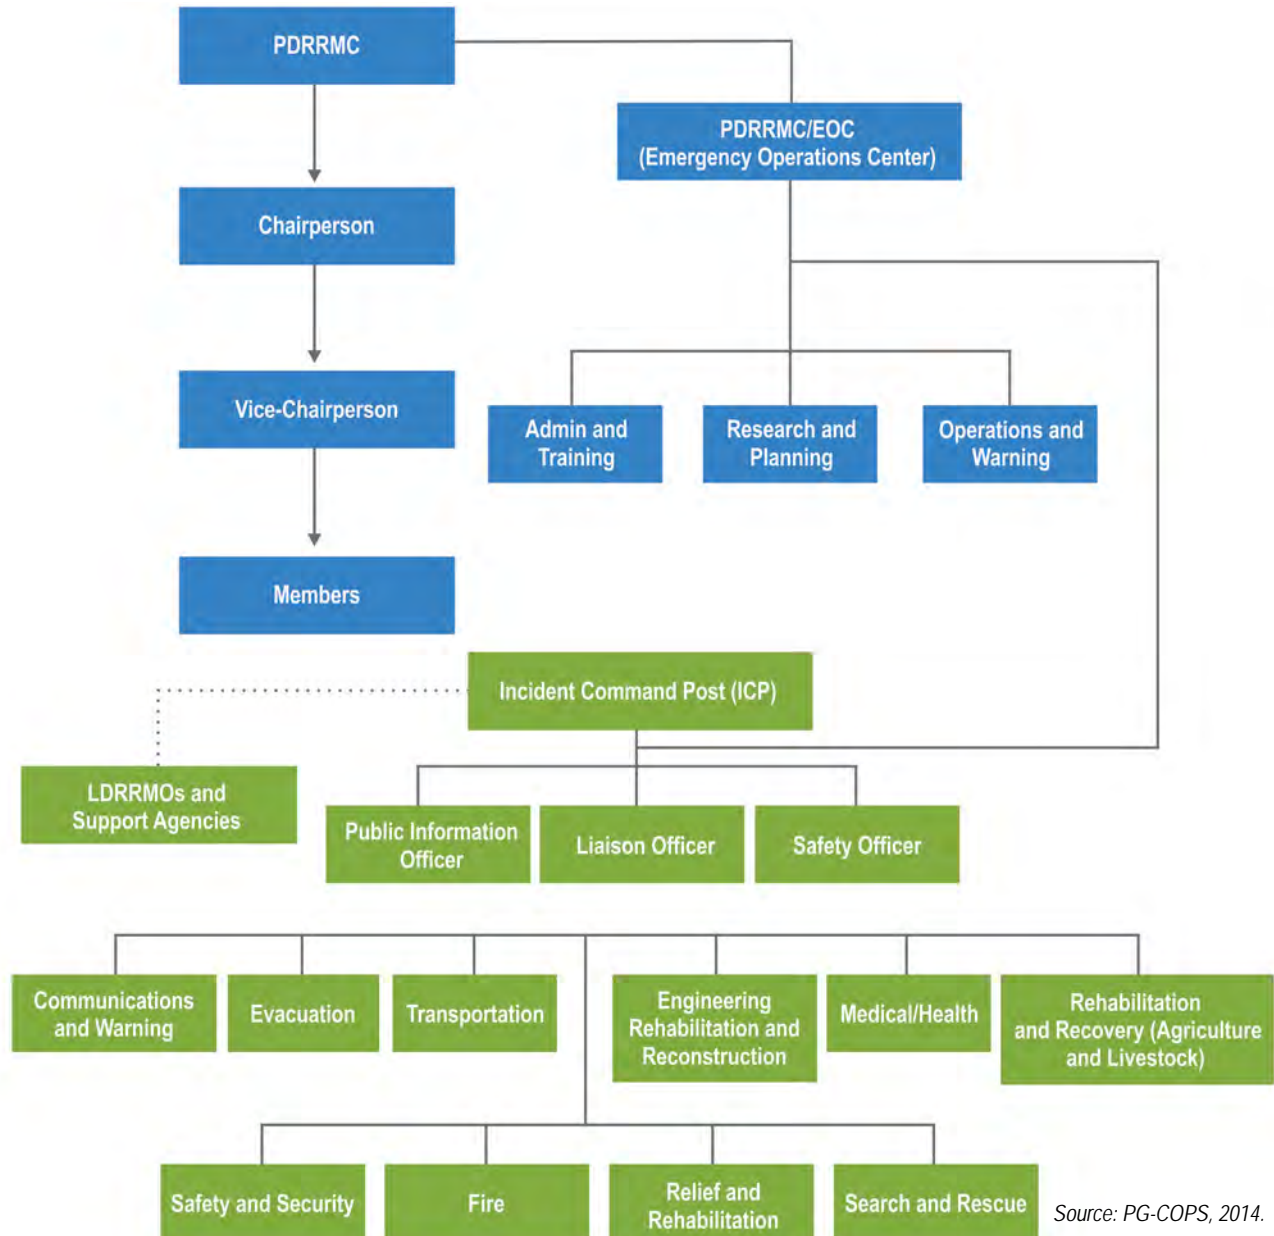 PDRRMC
PDRRMC/EOC
(Emergency Operations Center)
Chairperson
Vice-Chairperson
Admin and
Training
Research and
Planning
Operations and
Warning
Members
Incident Command Post (ICP)
LDRRMOs and
Support Agencies
Public Information
Officer
Liaison Officer
Safety Officer
Communications
and Warning
Evacuation
Transportation
Engineering
Rehabilitation and
Reconstruction
Medical/Health
Rehabilitation
and Recovery (Agriculture
and Livestock)
Safety and Security
Fire
Relief and
Rehabilitation
Search and Rescue
Source: PG-COPS, 2014.